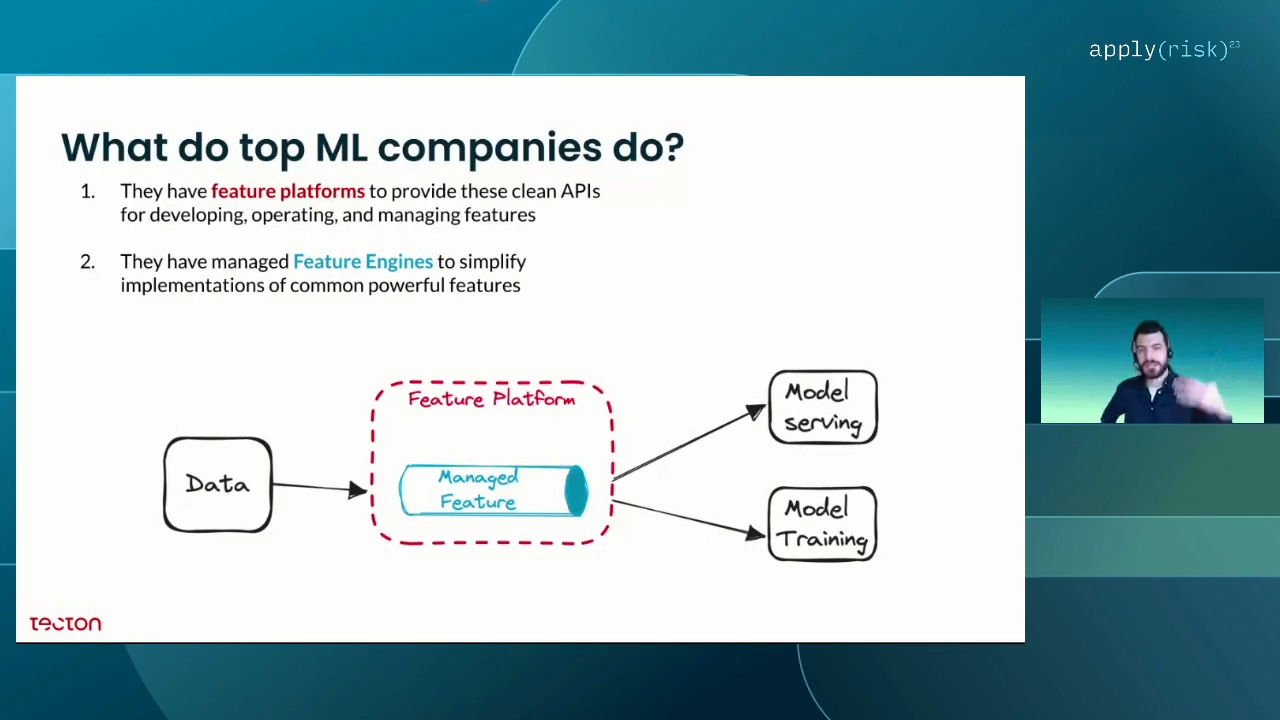 apply(risk)²³
What do top ML companies do?
1. They have feature platforms to provide these clean APIs
for developing, operating, and managing features
2. They have managed Feature Engines to simplify
implementations of common powerful features
Feature Platform
Managed
Feature
Data
Model
serving
Model
Training
tecton